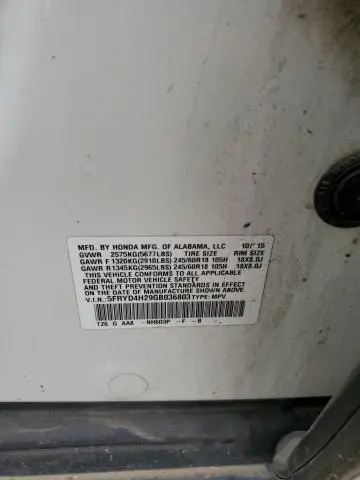 MFD. BY HONDA MFG. OF ALABAMA, LLC 10/'15
GVWR 2575KG(5677LBS) TIRE SIZE RIM SIZE
GAWR F 1320KG(2910LBS) 245/60R18 105H 18X8.0J
GAWR R 1345KG(2965LBS) 245/60R18 105H 18X8.0J
THIS VEHICLE CONFORMS TO ALL APPLICABLE
FEDERAL MOTOR VEHICLE SAFETY
AND THEFT PREVENTION STANDARDS IN EFFECT ON
THE DATE OF MANUFACTURE SHOWN ABOVE.
V.I.N.:5FRYD4H29GB036803 TYPE: MPV
TZ6 G AA8 -NH603P -F -B